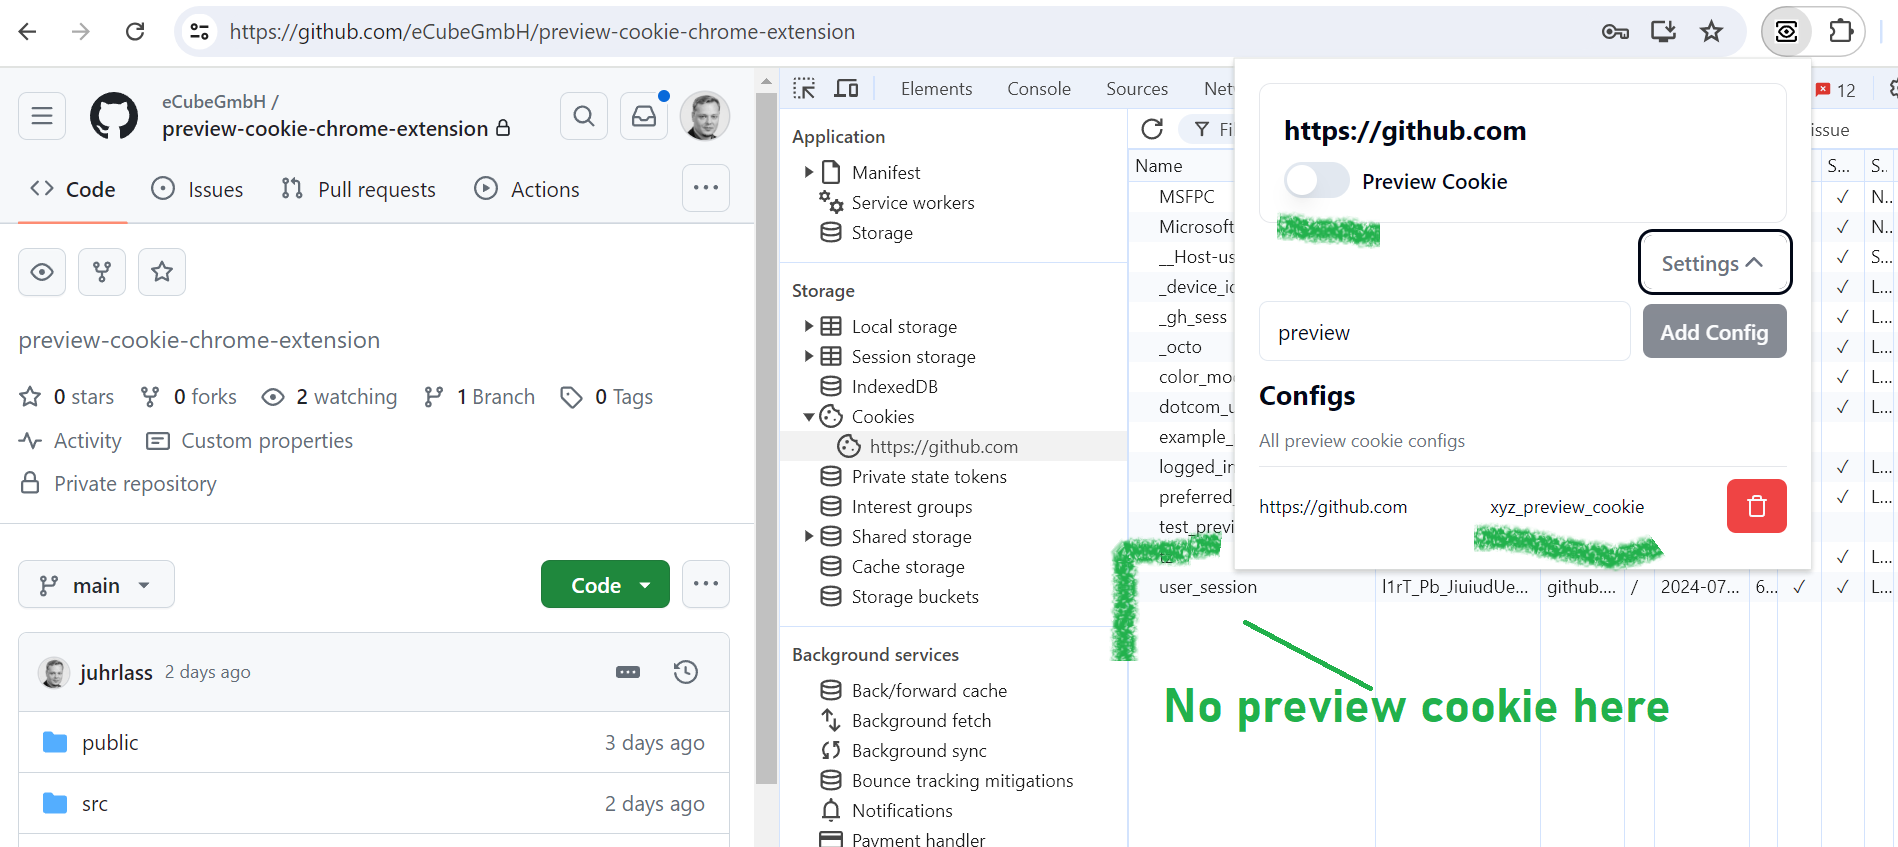 https://github.com/eCubeGmbH/preview-cookie-chrome-extension
eCubeGmbH /
preview-cookie-chrome-extension
Code
Issues
Pull requests
Actions
preview-cookie-chrome-extension
0 stars
0 forks
2 watching
1 Branch
0 Tags
Activity
Custom properties
Private repository
main
Code
juhrlass 2 days ago
public 3 days ago
src 2 days ago
Elements
Console
Sources
Net
12
Application
Manifest
Service workers
Storage
Storage
Local storage
Session storage
IndexedDB
Cookies
https://github.com
Private state tokens
Interest groups
Shared storage
Cache storage
Storage buckets
Background services
Back/forward cache
Background fetch
Background sync
Bounce tracking mitigations
Notifications
Payment handler
Fi
issue
Name S... S.
MSFPC ✓ N..
Microsoft ✓ N..
__Host-us ✓ S...
_device_id ✓ L...
_gh_sess ✓ L...
_octo ✓ L...
color_mo ✓ L...
dotcom_u ✓ L...
example_
logged_in ✓ L...
preferred_ ✓ L...
test_previ
tz ✓ L...
user_session l1rT_Pb_JiuiudUe... github.... / 2024-07... 6... ✓ ✓ L...
https://github.com
Preview Cookie
Settings
preview
Add Config
Configs
All preview cookie configs
https://github.com xyz_preview_cookie
No preview cookie here